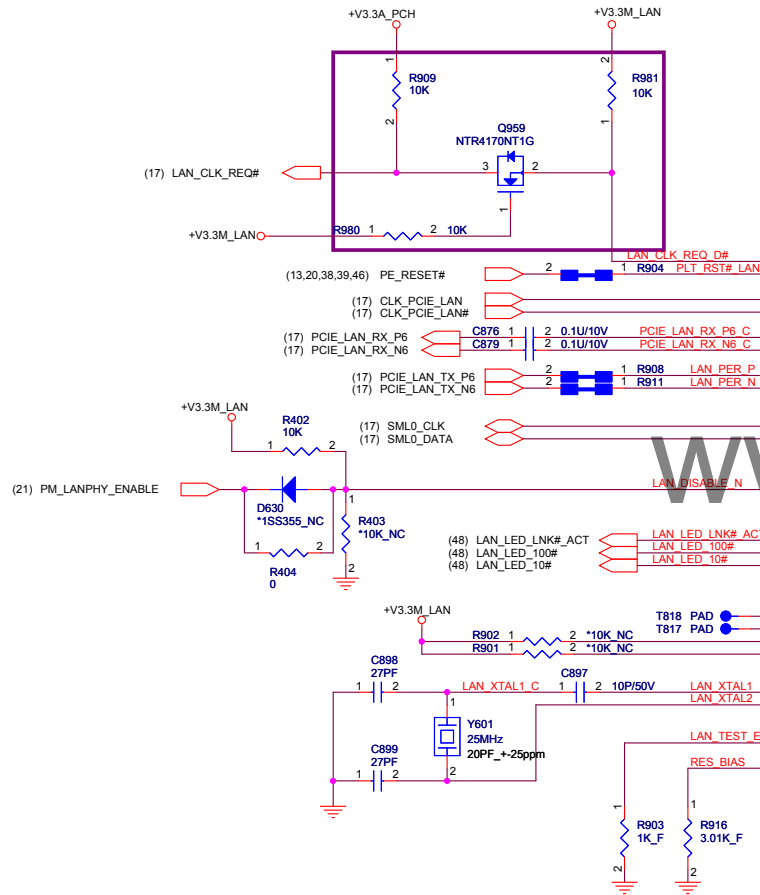 +V3.3A_PCH +V3.3M_LAN
1 2
R909 R981
10K 10K
2 1
Q959
NTR4170NT1G
(17) LAN_CLK_REQ# 3 2
1
+V3.3M_LAN R980 1 2 10K
LAN_CLK_REQ_D#
(13,20,38,39,46) PE_RESET# 2 1 R904 PLT_RST#_LAN
(17) CLK_PCIE_LAN
(17) CLK_PCIE_LAN#
(17) PCIE_LAN_RX_P6 C876 1 2 0.1U/10V PCIE_LAN_RX_P6_C
(17) PCIE_LAN_RX_N6 C879 1 2 0.1U/10V PCIE_LAN_RX_N6_C
(17) PCIE_LAN_TX_P6 2 1 R908 LAN_PER_P
(17) PCIE_LAN_TX_N6 2 1 R911 LAN_PER_N
+V3.3M_LAN
R402
10K
1 2
(17) SML0_CLK
(17) SML0_DATA
(21) PM_LANPHY_ENABLE LAN_DISABLE_N
D630
*1SS355_NC
1
R403
*10K_NC
2
1 2
R404
0
(48) LAN_LED_LNK#_ACT LAN_LED_LNK#_ACT
(48) LAN_LED_100# LAN_LED_100#
(48) LAN_LED_10# LAN_LED_10#
+V3.3M_LAN
T818 PAD
T817 PAD
R902 1 2 *10K_NC
R901 1 2 *10K_NC
C898
27PF
1 2
LAN_XTAL1_C C897 1 2 10P/50V LAN_XTAL1
LAN_XTAL2
1
Y601
25MHz
20PF_+-25ppm
2
C899
27PF
1 2
LAN_TEST_E
RES_BIAS
1 1
R903 R916
1K_F 3.01K_F
2 2